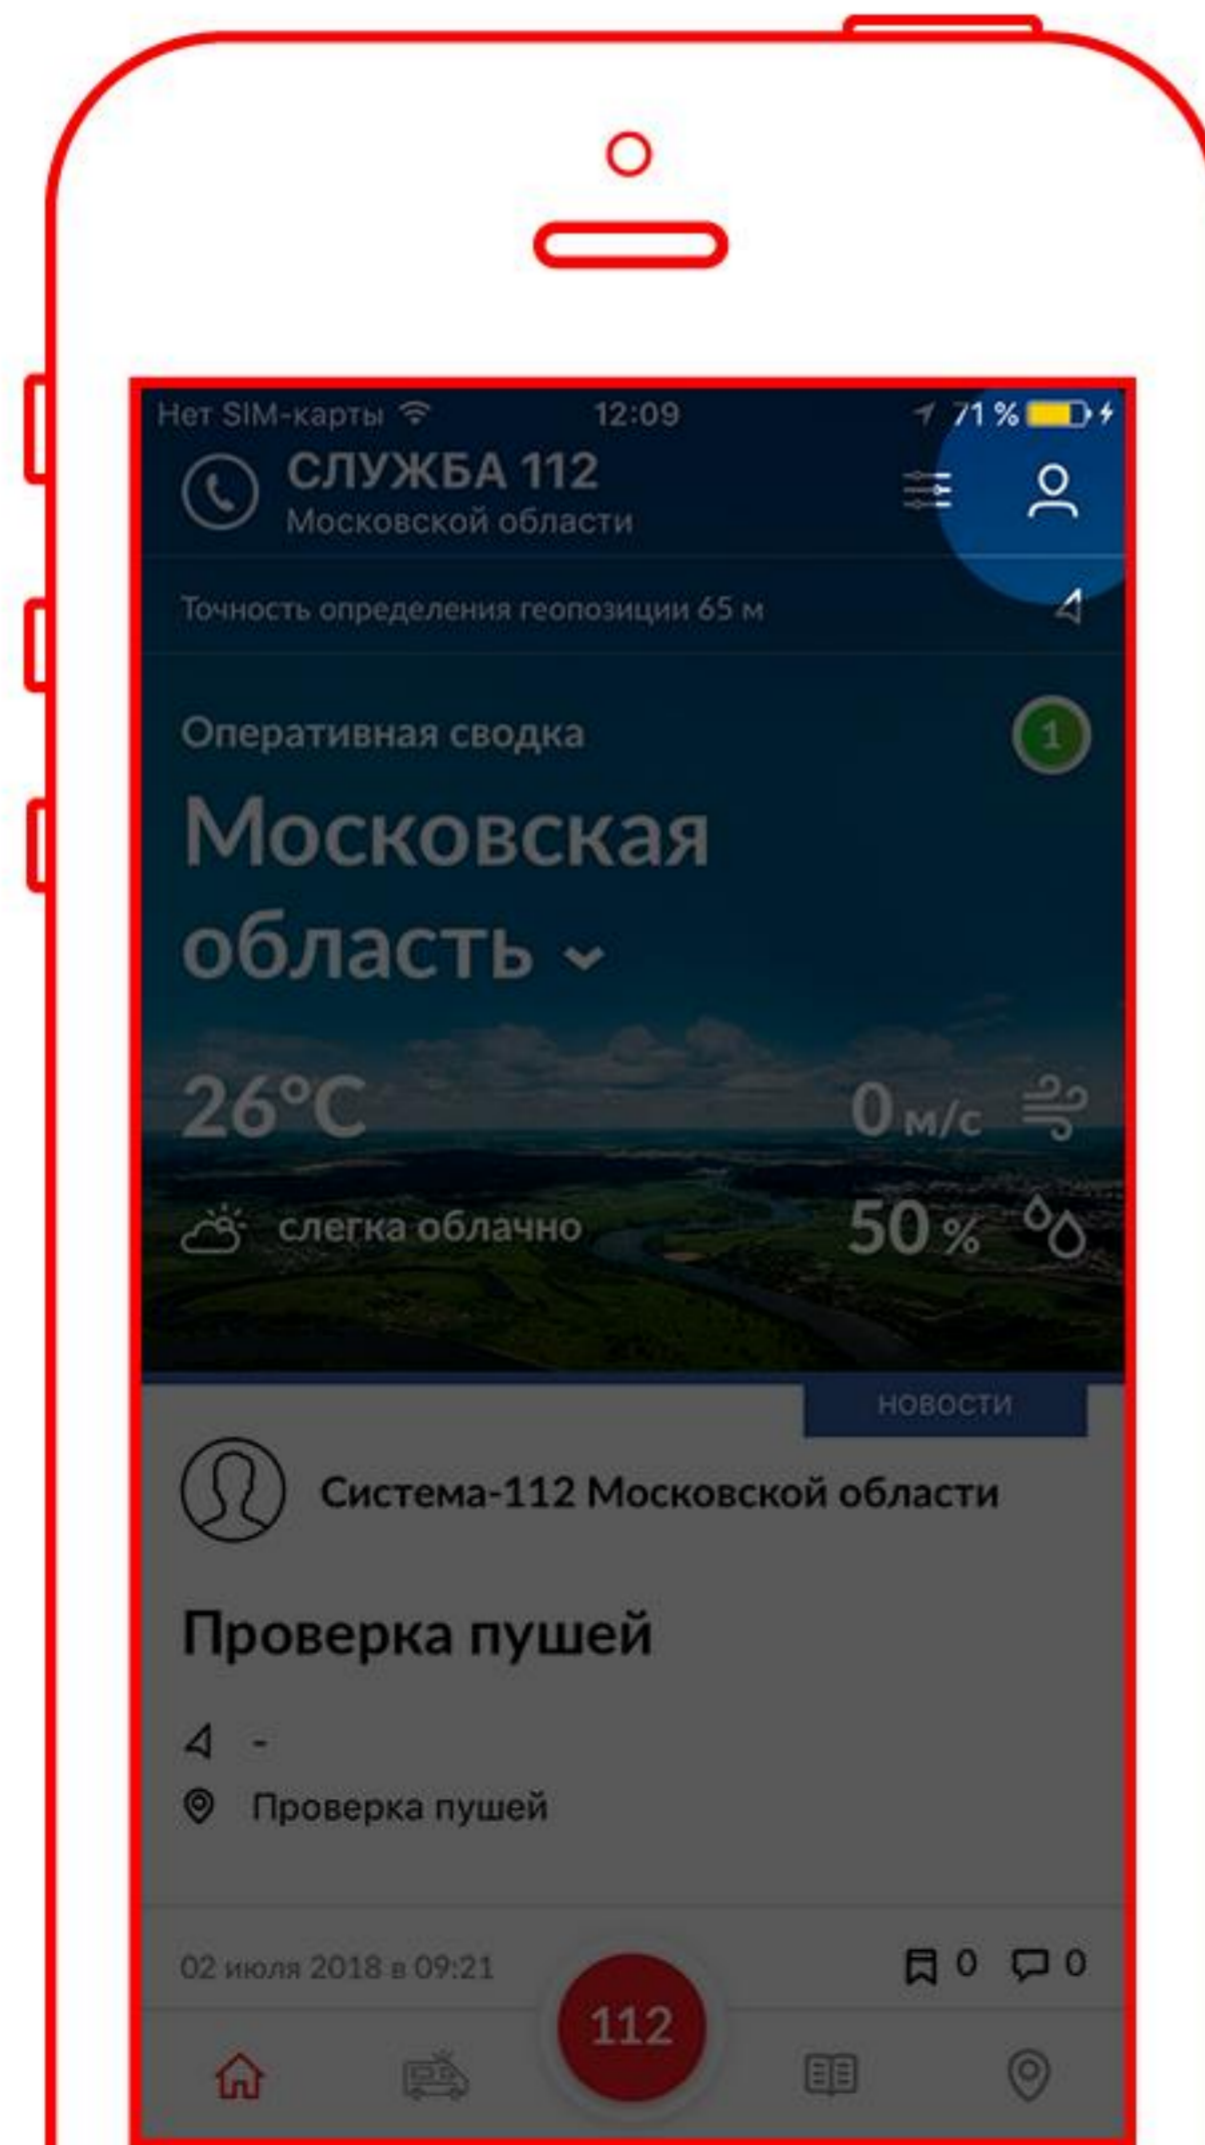 Нет SIM-карты 12:09 71 %
СЛУЖБА 112
Московской области
Точность определения геопозиции 65 м
Оперативная сводка 1
Московская
область
26°C 0 м/с
слегка облачно 50 %
НОВОСТИ
Система-112 Московской области
Проверка пушей
-
Проверка пушей
02 июля 2018 в 09:21 0 0
112